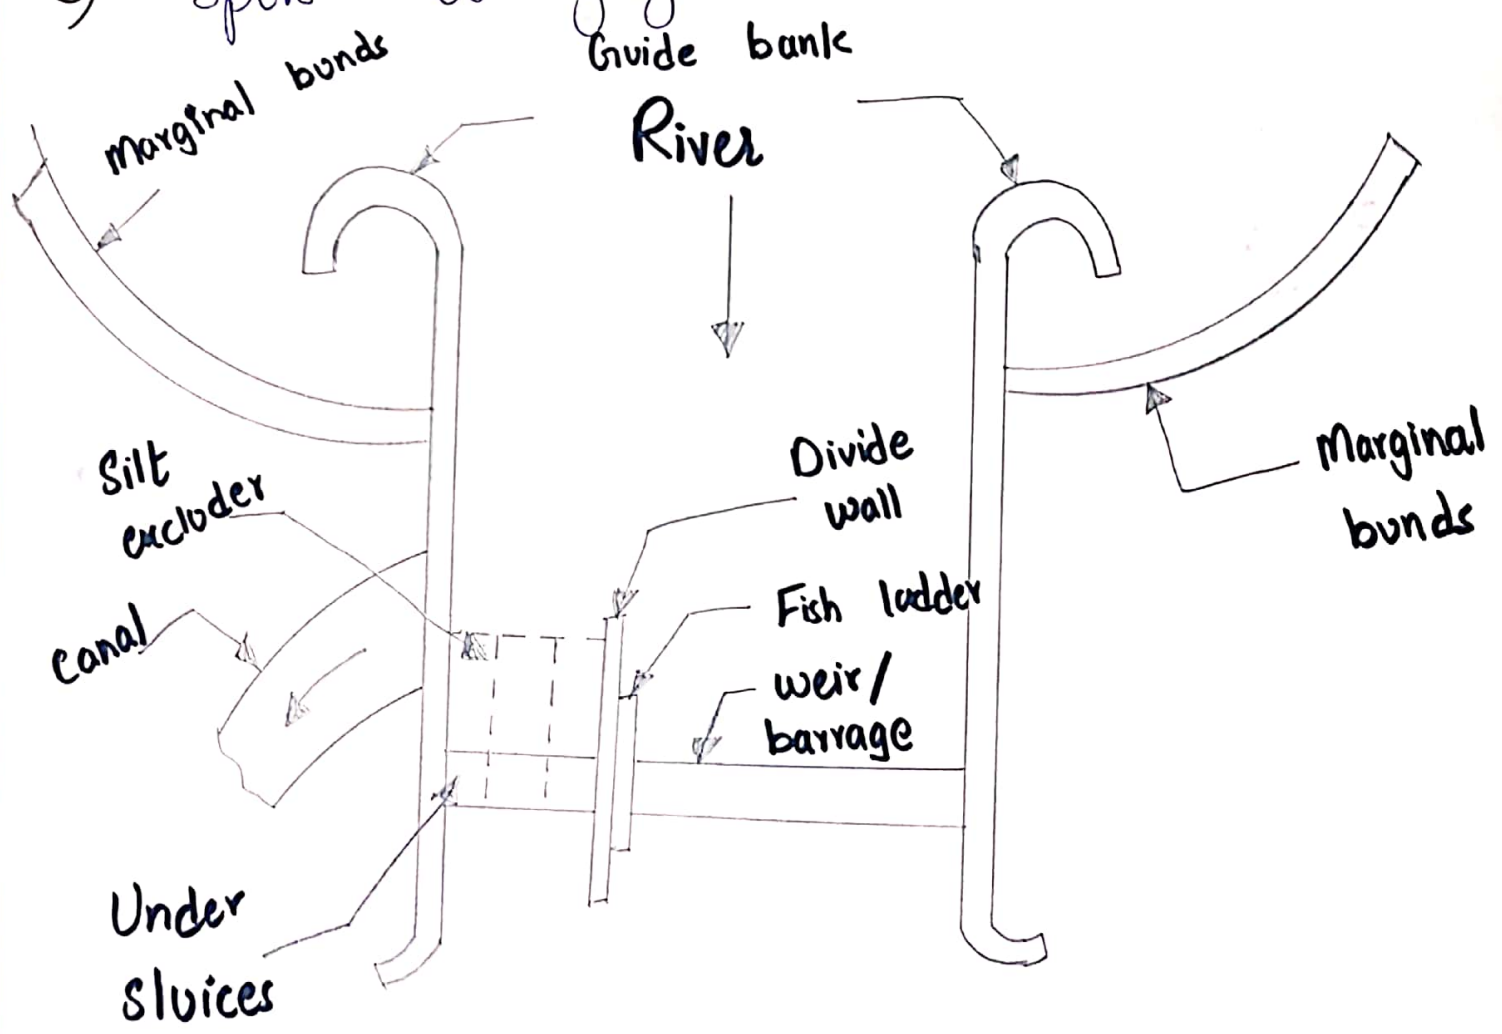 Guide bank
marginal bunds
River
Silt
excluder
Divide
wall
Marginal
bunds
canal
Fish ladder
weir/
barrage
Under
sluices